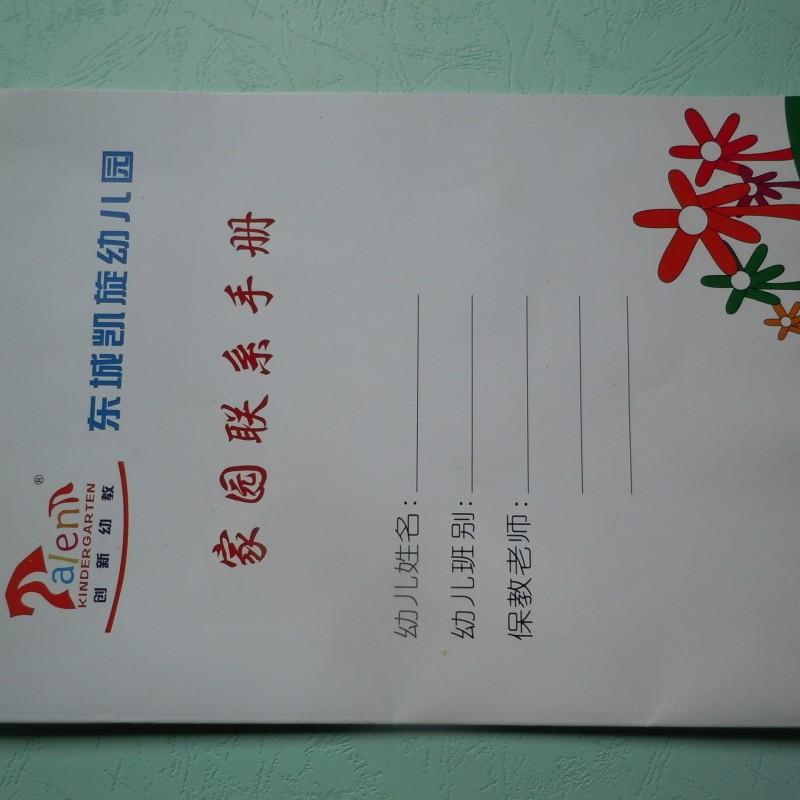 Talent
®
KINDERGARTEN
创新幼教
东城凯旋幼儿园
家园联系手册
幼儿姓名：
幼儿班别：
保教老师：